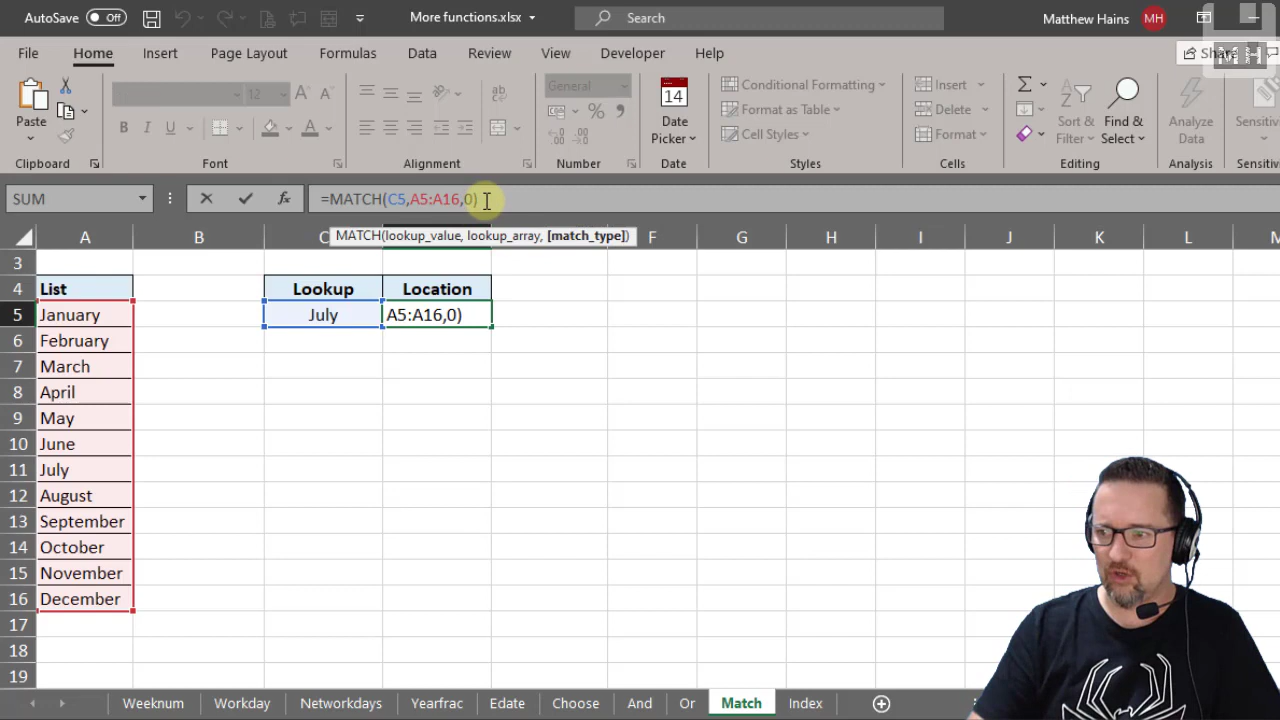 AutoSave Off More functions.xlsx Search Matthew Hains MH
File Home Insert Page Layout Formulas Data Review View Developer Help Share
Paste 12 A A ab General Conditional Formatting Insert Date Picker Sort & Filter Find & Select Analyze Data Sensitivi
B I U A % Format as Table Delete
14 Cell Styles Format
Clipboard Font Alignment Number Date Styles Cells Editing Analysis Sensitiv
SUM =MATCH(C5,A5:A16,0)
MATCH(lookup_value, lookup_array, [match_type])
A B C F G H I J K L M
3
4 List Lookup Location
5 January July A5:A16,0)
6 February
7 March
8 April
9 May
10 June
11 July
12 August
13 September
14 October
15 November
16 December
17
18
19
Weeknum Workday Networkdays Yearfrac Edate Choose And Or Match Index